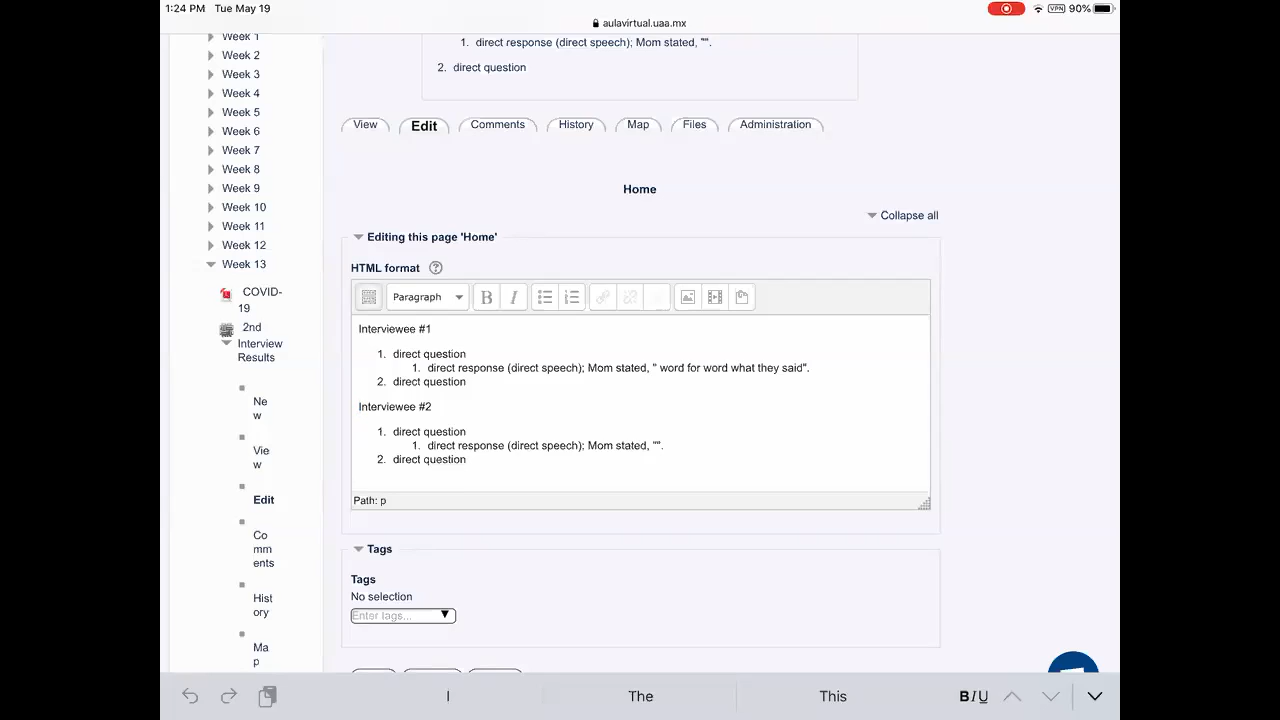 1:24 PM Tue May 19
VPN 90%
aulavirtual.uaa.mx
Week 1
Week 2
Week 3
Week 4
Week 5
Week 6
Week 7
Week 8
Week 9
Week 10
Week 11
Week 12
Week 13
COVID-
19
2nd
Interview
Results
Ne
w
Vie
w
Edit
Co
mm
ents
Hist
ory
Ma
p
1. direct response (direct speech); Mom stated, "".
2. direct question
View Edit Comments History Map Files Administration
Home
Collapse all
Editing this page 'Home'
HTML format
Paragraph B I
Interviewee #1
1. direct question
1. direct response (direct speech); Mom stated, " word for word what they said".
2. direct question
Interviewee #2
1. direct question
1. direct response (direct speech); Mom stated, "".
2. direct question
Path: p
Tags
Tags
No selection
Enter tags...
I The This BIU